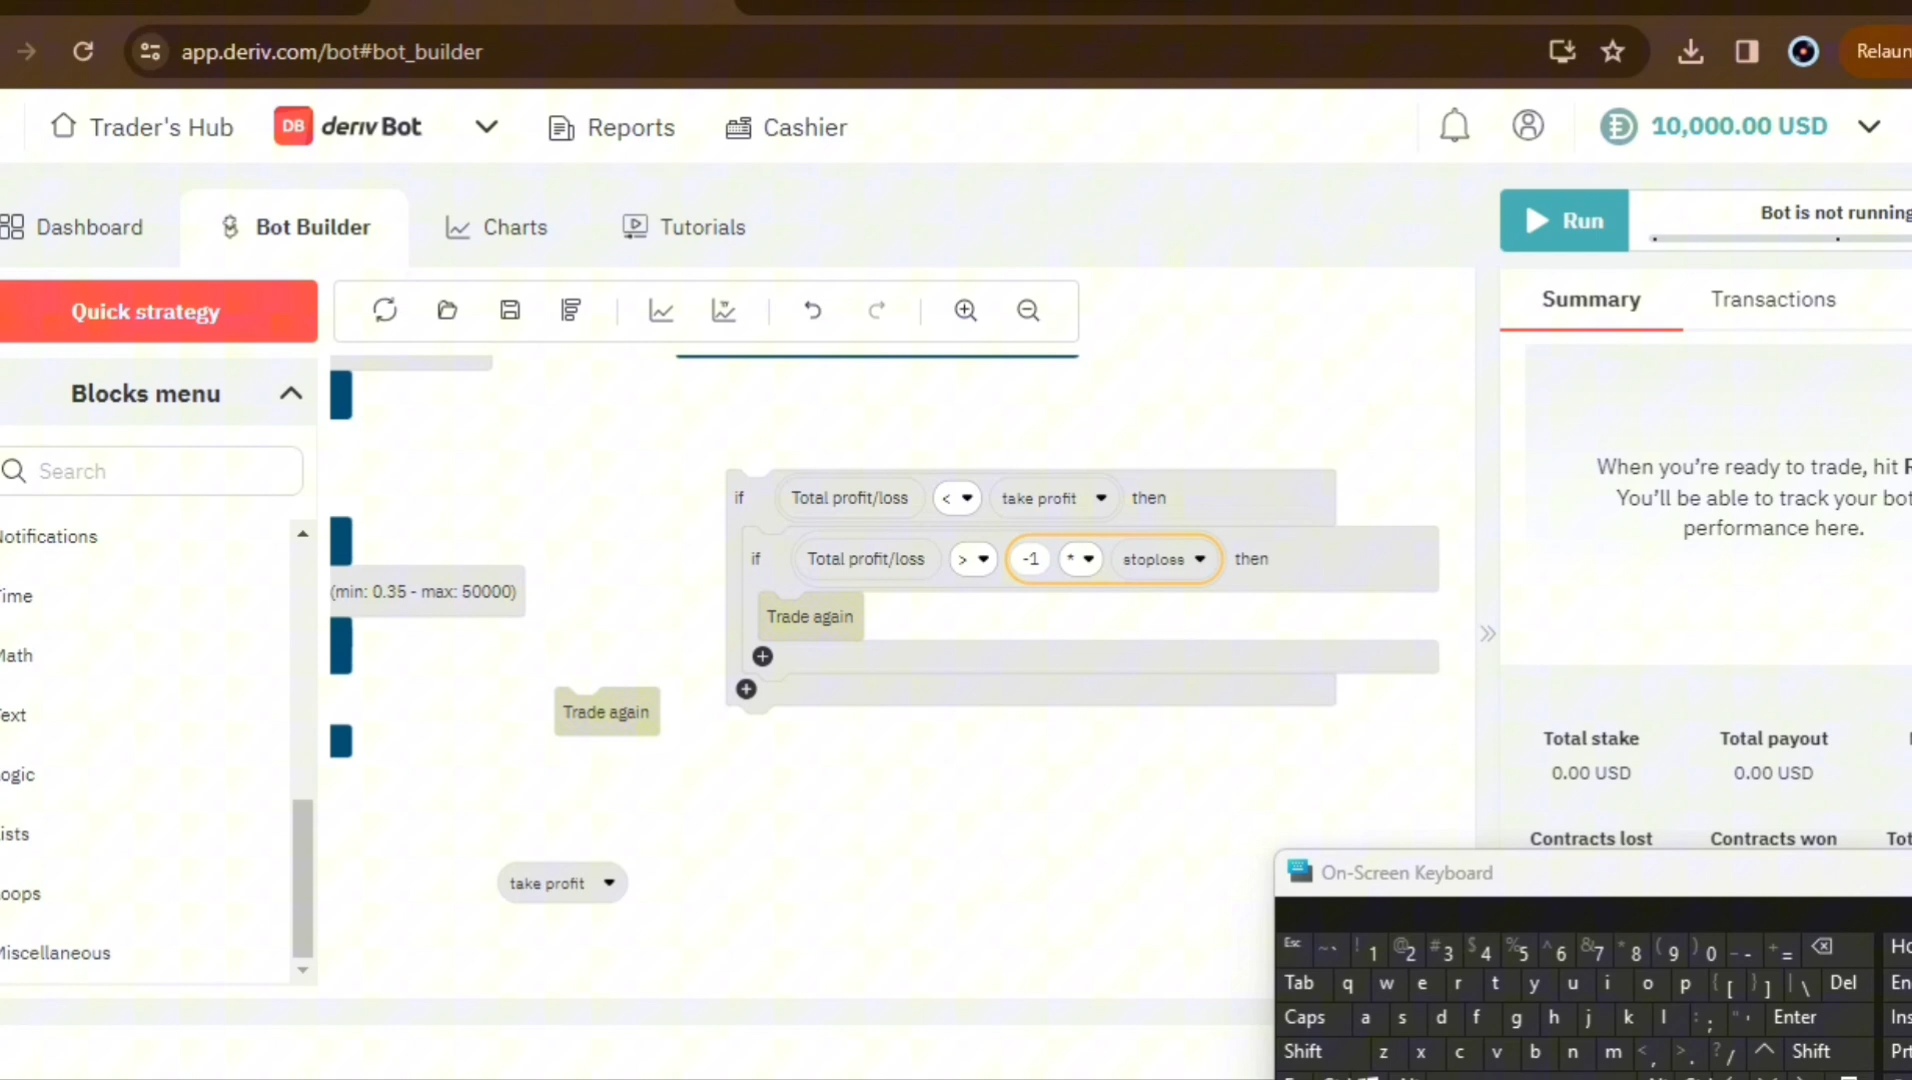 app.deriv.com/bot#bot_builder
Relaun
Trader's Hub
DB deriv Bot
Reports
Cashier
10,000.00 USD
Dashboard
Bot Builder
Charts
Tutorials
Run
Bot is not running
Quick strategy
Summary
Transactions
Blocks menu
Search
if Total profit/loss < take profit then
if Total profit/loss > -1 * stoploss then
Trade again
(min: 0.35 - max: 50000)
Trade again
take profit
otifications
ime
ath
ext
ogic
ists
oops
iscellaneous
When you're ready to trade, hit R
You'll be able to track your bot
performance here.
Total stake
Total payout
0.00 USD
0.00 USD
Contracts lost
Contracts won
Tot
On-Screen Keyboard
Esc ~ ` ! 1 @ 2 # 3 $ 4 % 5 ^ 6 & 7 * 8 ( 9 ) 0 _ - + = Ho
Tab q w e r t y u i o p { [ } ] | \ Del En
Caps a s d f g h j k l : ; " ' Enter Ins
Shift z x c v b n m < , > . ? / ^ Shift Prt